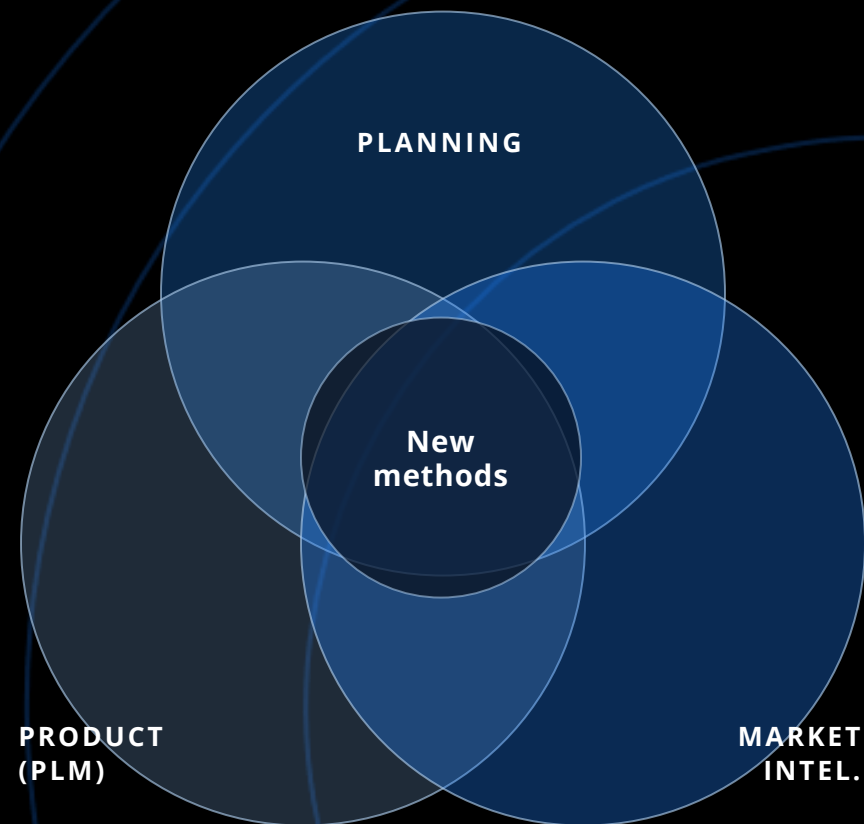 PLANNING
New
methods
PRODUCT
(PLM)
MARKET
INTEL.